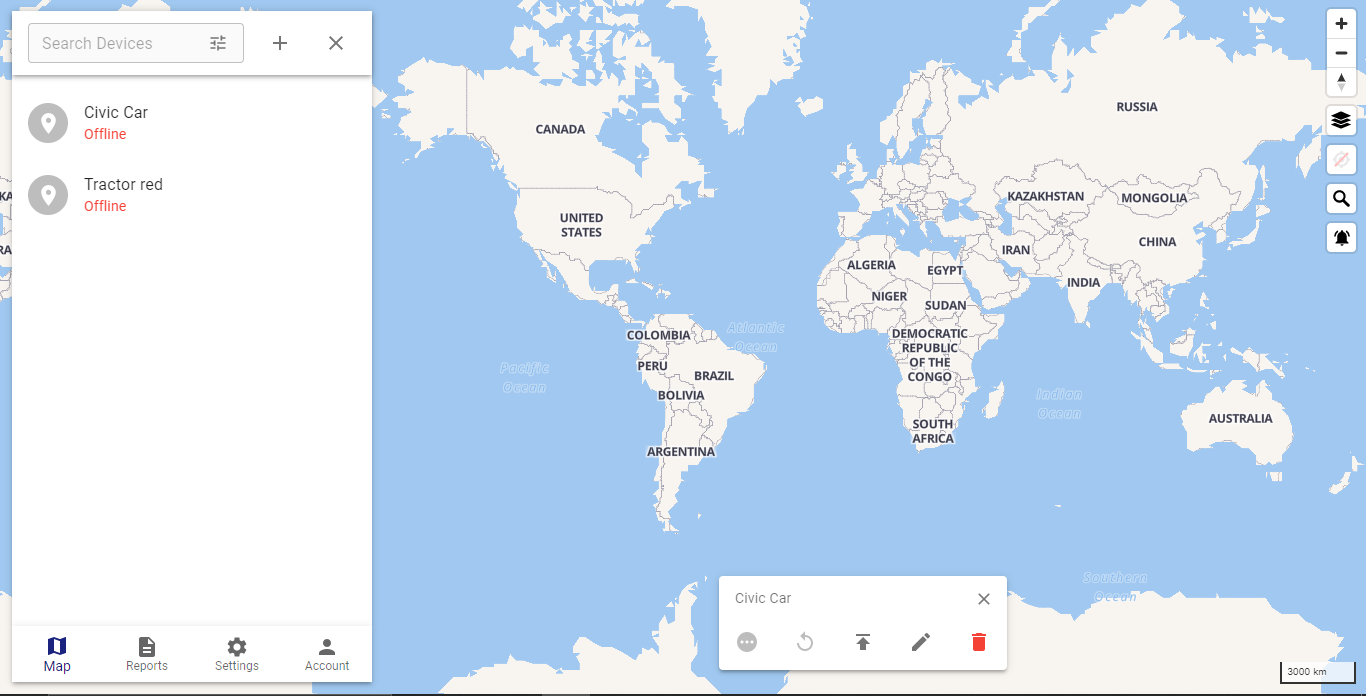 Search Devices
Civic Car
Offline
Tractor red
Offline
Map
Reports
Settings
Account
RUSSIA
CANADA
KAZAKHSTAN
MONGOLIA
UNITED
STATES
CHINA
IRAN
ALGERIA
EGYPT
INDIA
NIGER
SUDAN
Atlantic
Ocean
COLOMBIA
DEMOCRATIC
REPUBLIC
OF THE
CONGO
PERU
Pacific
Ocean
BRAZIL
BOLIVIA
Indian
Ocean
AUSTRALIA
SOUTH
AFRICA
ARGENTINA
Southern
Ocean
Civic Car
3000 km